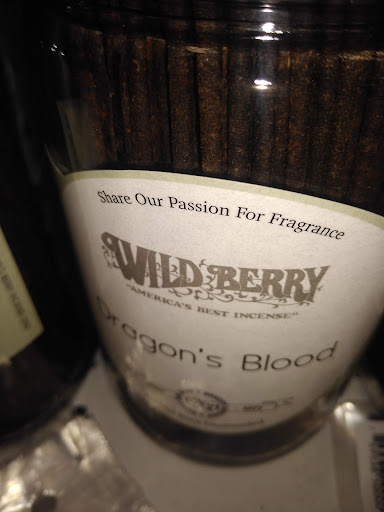 Share Our Passion For Fragrance
WILD BERRY
"AMERICA'S BEST INCENSE"
Dragon's Blood